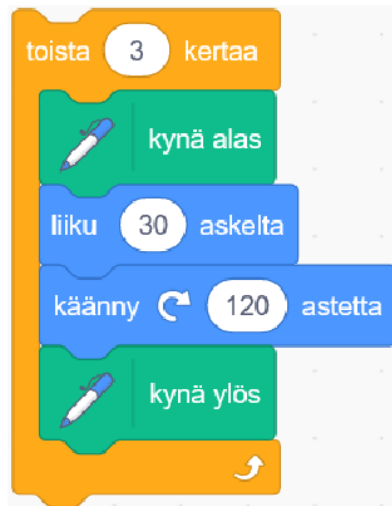 toista 3 kertaa
kynä alas
liiku 30 askelta
käänny 120 astetta
kynä ylös